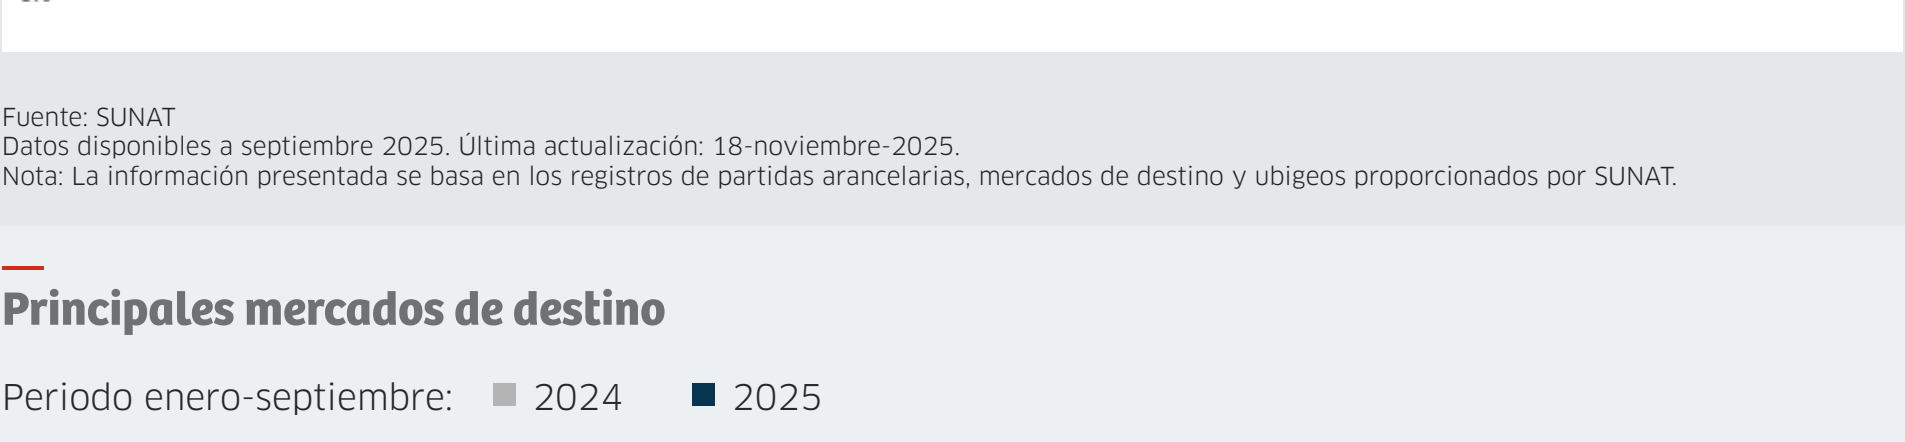 Fuente: SUNAT
Datos disponibles a septiembre 2025. Última actualización: 18-noviembre-2025.
Nota: La información presentada se basa en los registros de partidas arancelarias, mercados de destino y ubigeos proporcionados por SUNAT.
Principales mercados de destino
Periodo enero-septiembre: 2024 2025